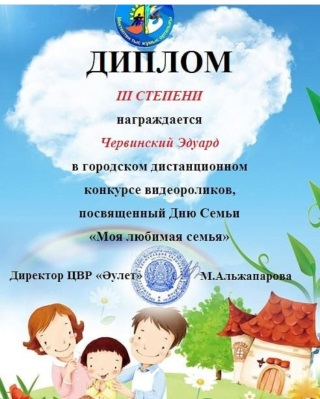 ДИПЛОМ
III СТЕПЕНИ
награждается
Червинский Эдуард
в городском дистанционном
конкурсе видеороликов,
посвященный Дню Семьи
«Моя любимая семья»
Директор ЦВР «Әулет» М.Альжапарова